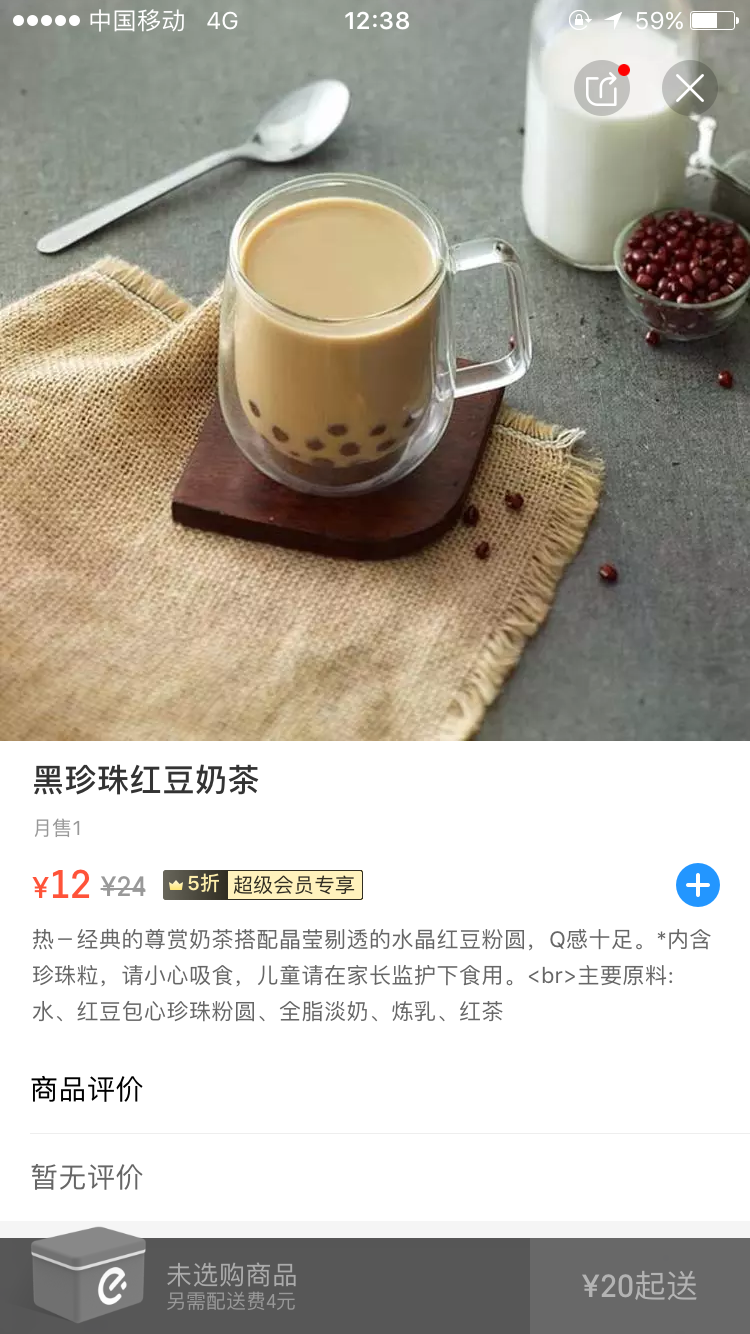 中国移动 4G 12:38 59%
黑珍珠红豆奶茶
月售1
¥12 ¥24 5折 超级会员专享
热－经典的尊赏奶茶搭配晶莹剔透的水晶红豆粉圆，Q感十足。*内含
珍珠粒，请小心吸食，儿童请在家长监护下食用。<br>主要原料:
水、红豆包心珍珠粉圆、全脂淡奶、炼乳、红茶
商品评价
暂无评价
未选购商品
另需配送费4元
¥20起送